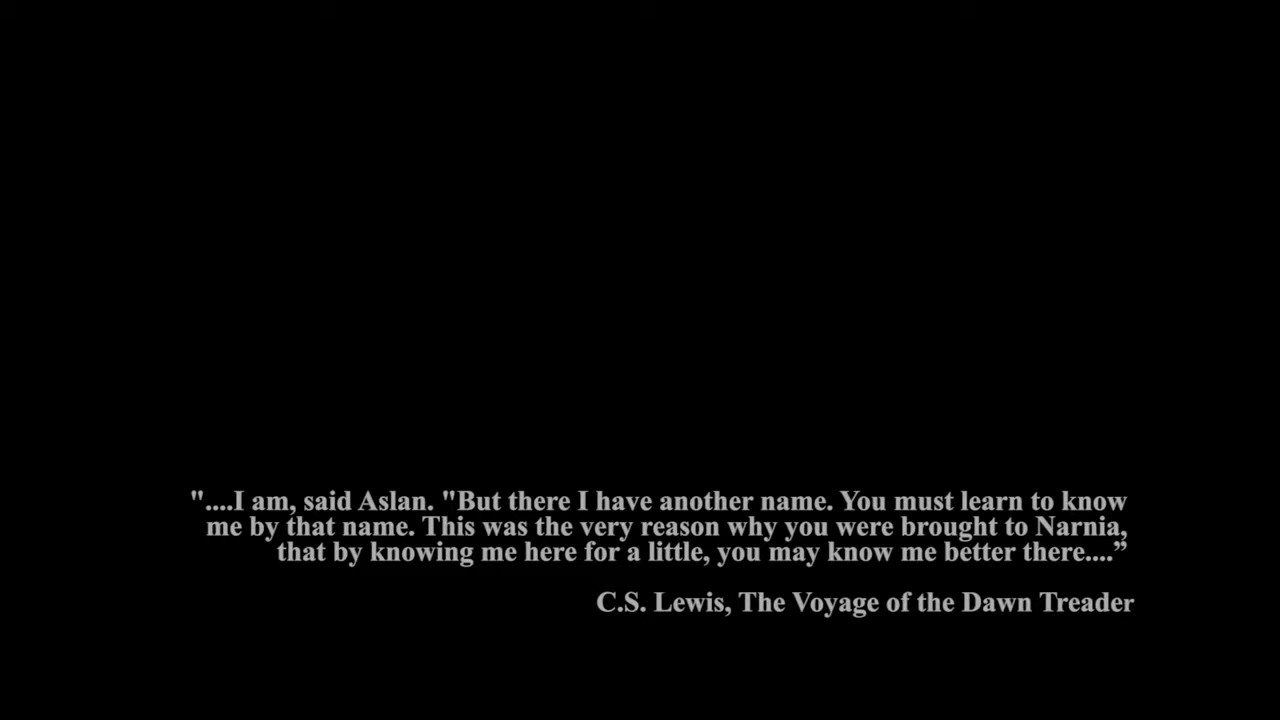 "....I am, said Aslan. "But there I have another name. You must learn to know
me by that name. This was the very reason why you were brought to Narnia,
that by knowing me here for a little, you may know me better there....”
C.S. Lewis, The Voyage of the Dawn Treader